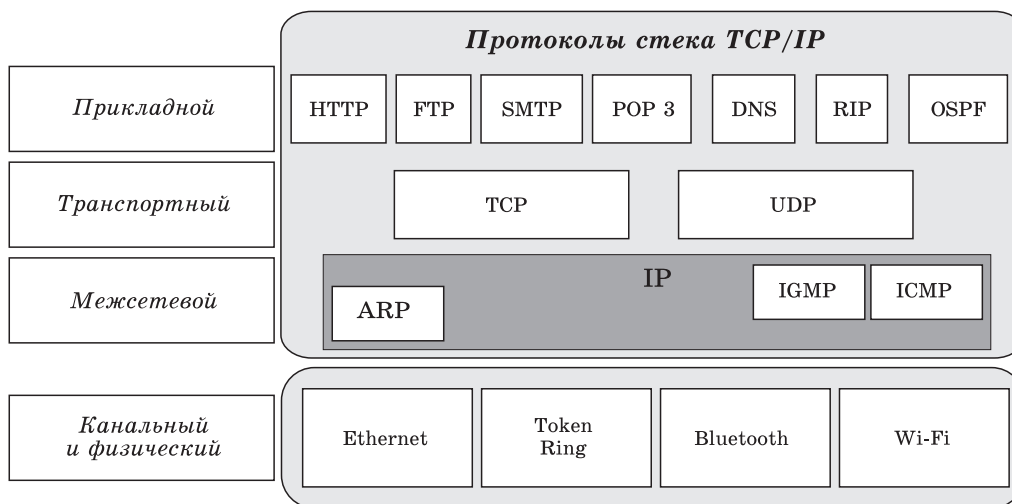 Протоколы стека TCP/IP
Прикладной
HTTP FTP SMTP POP 3 DNS RIP OSPF
Транспортный
TCP UDP
Межсетевой
IP
ARP
IGMP ICMP
Канальный
и физический
Ethernet
Token
Ring
Bluetooth
Wi-Fi